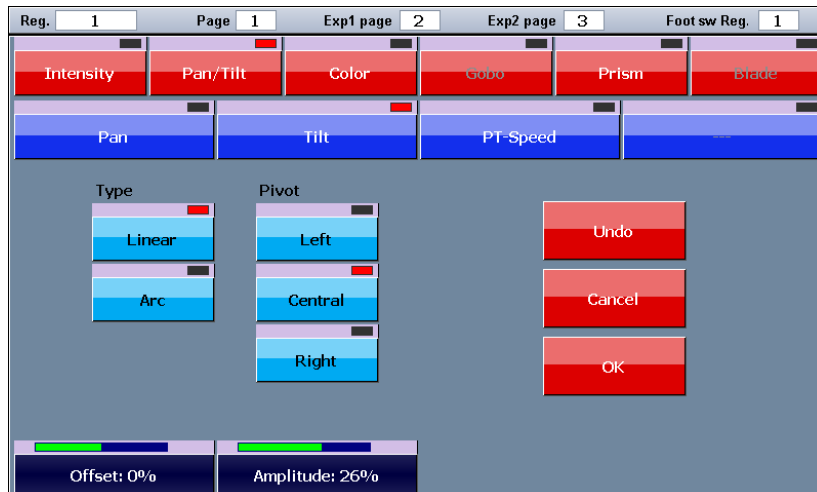 Reg. 1 Page 1 Exp1 page 2 Exp2 page 3 Foot sw Reg. 1
Intensity Pan/Tilt Color Gobo Prism Blade
Pan Tilt PT-Speed ---
Type Pivot
Linear Left Undo
Arc Central Cancel
Right OK
Offset: 0% Amplitude: 26%